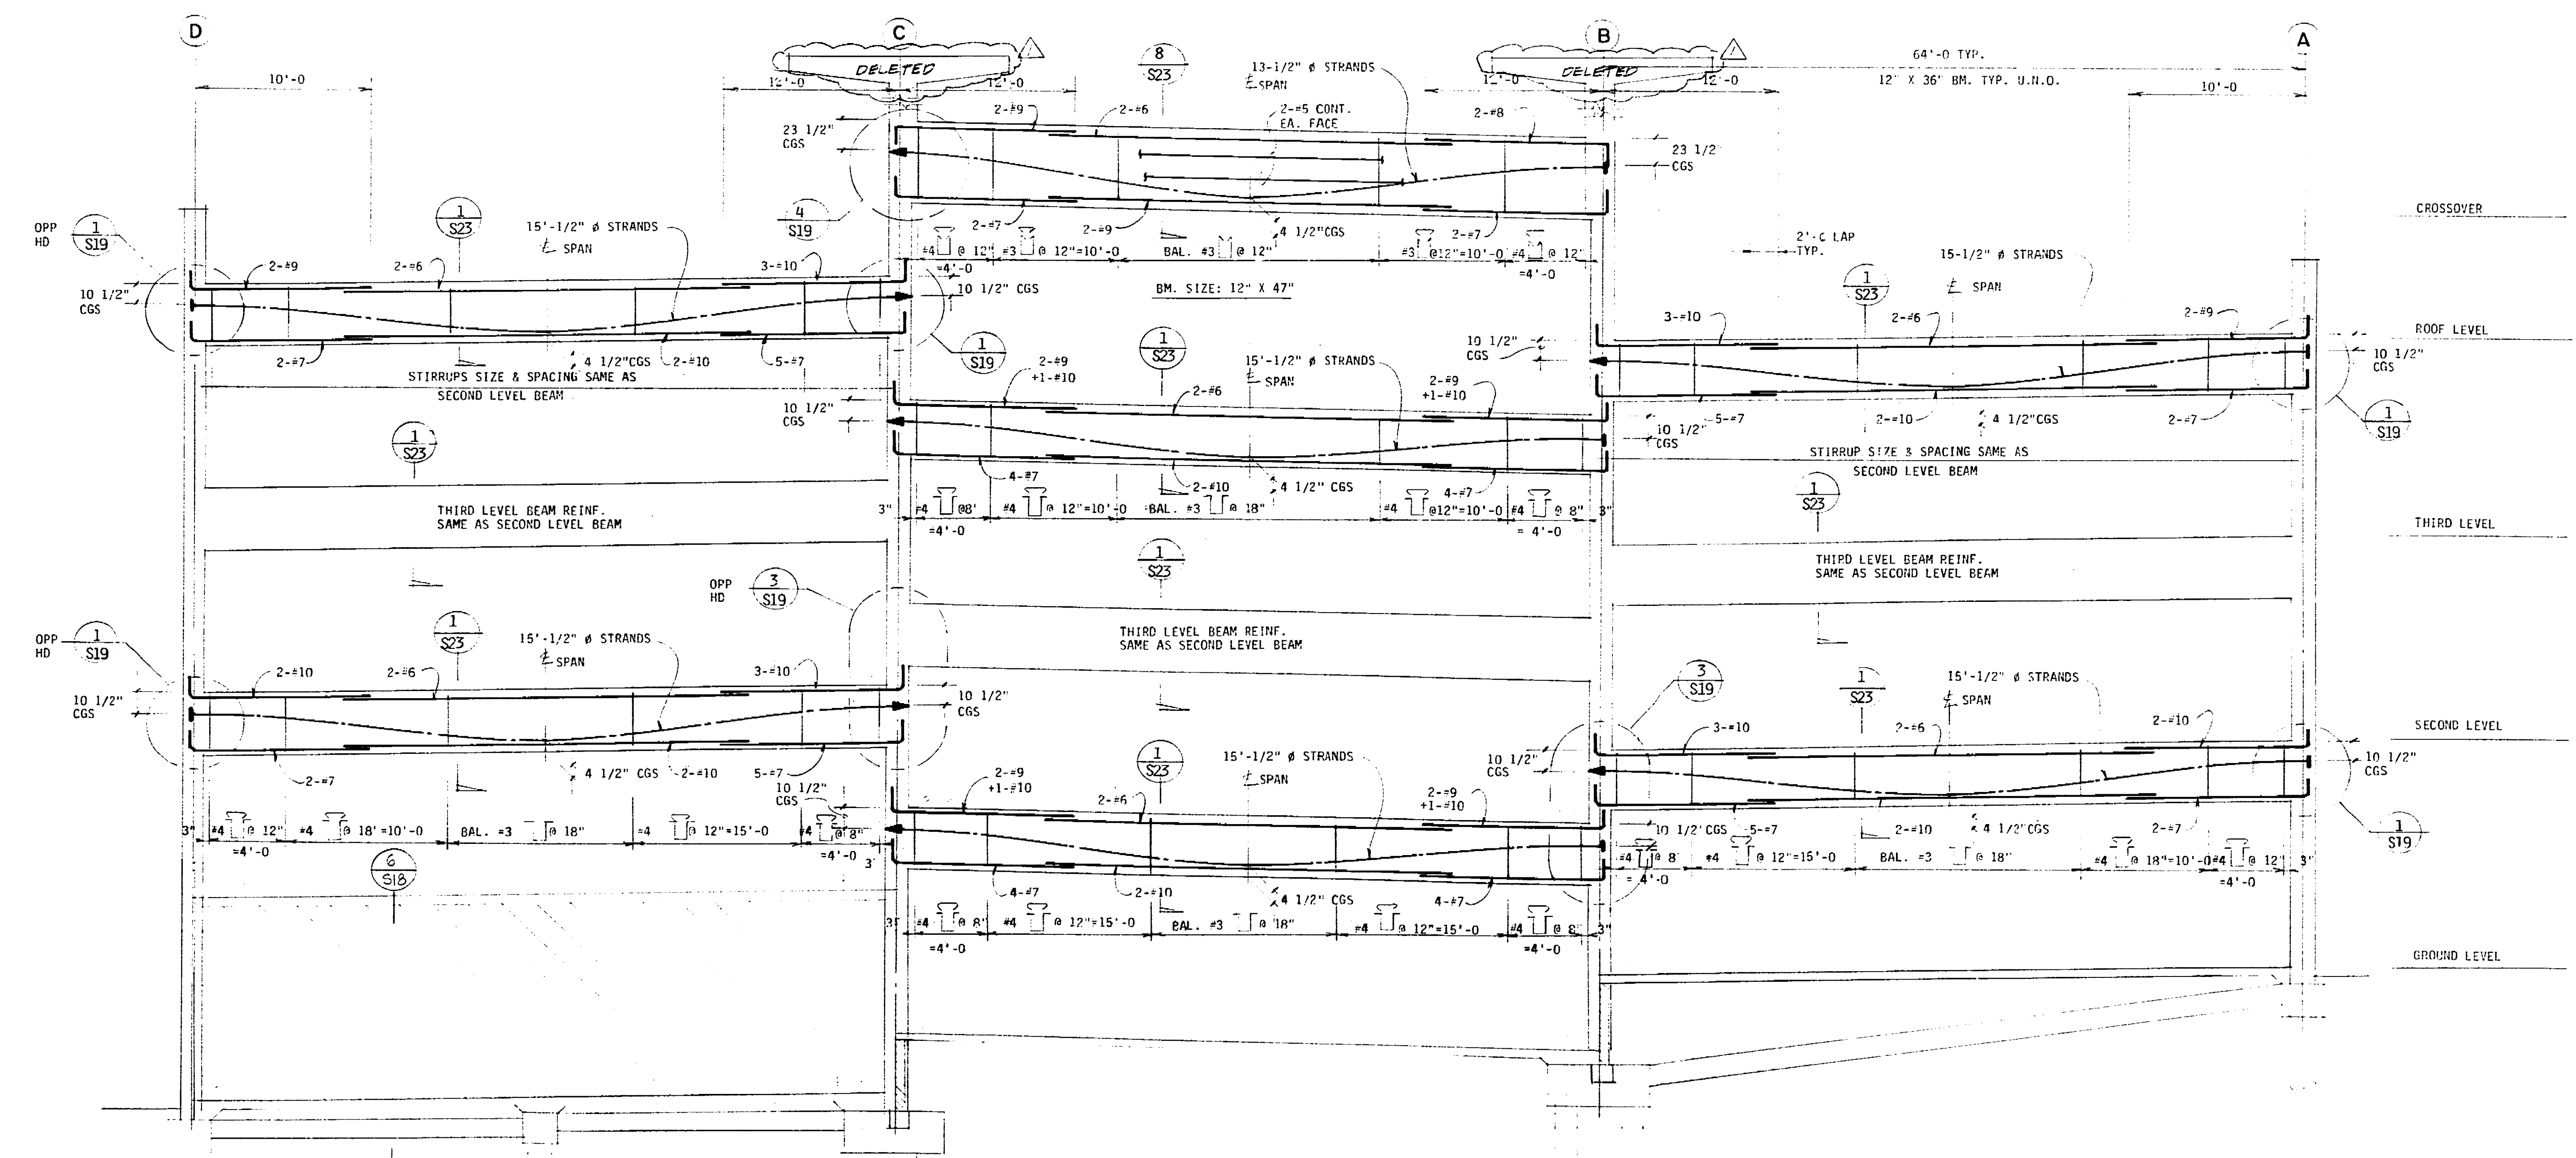 D
C
B
A
DELETED
DELETED
64'-0 TYP.
12" X 36" BM. TYP. U.N.O.
10'-0
12'-0
12'-0
12'-0
12'-0
10'-0
8
S23
13-1/2" ø STRANDS
℄ SPAN
2-#5 CONT.
EA. FACE
2-#9
2-#6
2-#8
23 1/2"
CGS
23 1/2"
CGS
4
S19
2-#7
2-#9
4 1/2"CGS
2-#7
#4 @ 12"
=4'-0
#3 @ 12"=10'-0
BAL. #3 @ 12"
#3 @12"=10'-0
#4 @ 12"
=4'-0
BM. SIZE: 12" X 47"
CROSSOVER
OPP
HD
1
S19
1
S23
15'-1/2" ø STRANDS
℄ SPAN
2-#9
2-#6
3-#10
10 1/2"
CGS
10 1/2" CGS
2-#7
4 1/2"CGS
2-#10
5-#7
STIRRUPS SIZE & SPACING SAME AS
SECOND LEVEL BEAM
1
S19
2'-0 LAP
TYP.
1
S23
15-1/2" ø STRANDS
℄ SPAN
3-#10
2-#6
2-#9
ROOF LEVEL
10 1/2"
CGS
10 1/2"
CGS
5-#7
2-#10
4 1/2"CGS
2-#7
1
S19
STIRRUP SIZE & SPACING SAME AS
SECOND LEVEL BEAM
1
S23
15'-1/2" ø STRANDS
℄ SPAN
2-#9
+1-#10
2-#6
2-#9
+1-#10
10 1/2"
CGS
10 1/2"
CGS
4-#7
2-#10
4 1/2" CGS
4-#7
3"
#4 @8'
=4'-0
#4 @ 12"=10'-0
BAL. #3 @ 18"
#4 @12"=10'-0
#4 @ 8"
= 4'-0
3"
1
S23
THIRD LEVEL BEAM REINF.
SAME AS SECOND LEVEL BEAM
1
S23
THIRD LEVEL BEAM REINF.
SAME AS SECOND LEVEL BEAM
1
S23
THIRD LEVEL BEAM REINF.
SAME AS SECOND LEVEL BEAM
THIRD LEVEL
OPP
HD
3
S19
OPP
HD
1
S19
1
S23
15'-1/2" ø STRANDS
℄ SPAN
2-#10
2-#6
3-#10
10 1/2"
CGS
10 1/2"
CGS
2-#7
4 1/2" CGS
2-#10
5-#7
3"
#4 @ 12"
=4'-0
#4 @ 18'=10'-0
BAL. #3 @ 18"
#4 @ 12"=15'-0
#4 @ 8"
=4'-0
3'
6
S18
1
S23
15'-1/2" ø STRANDS
℄ SPAN
10 1/2"
CGS
2-#9
+1-#10
2-#6
2-#9
+1-#10
10 1/2' CGS
4-#7
2-#10
4 1/2" CGS
4-#7
3'
#4 @ 8'
=4'-0
#4 @ 12"=15'-0
BAL. #3 @ 18"
#4 @ 12"=15'-0
#4 @ 8"
=4'-0
3"
3
S19
1
S23
15'-1/2" ø STRANDS
℄ SPAN
3-#10
2-#6
2-#10
SECOND LEVEL
10 1/2"
CGS
10 1/2"
CGS
5-#7
2-#10
4 1/2"CGS
2-#7
1
S19
#4 @ 8'
= 4'-0
#4 @ 12"=15'-0
BAL. #3 @ 18"
#4 @ 18"=10'-0
#4 @ 12'
=4'-0
3"
GROUND LEVEL